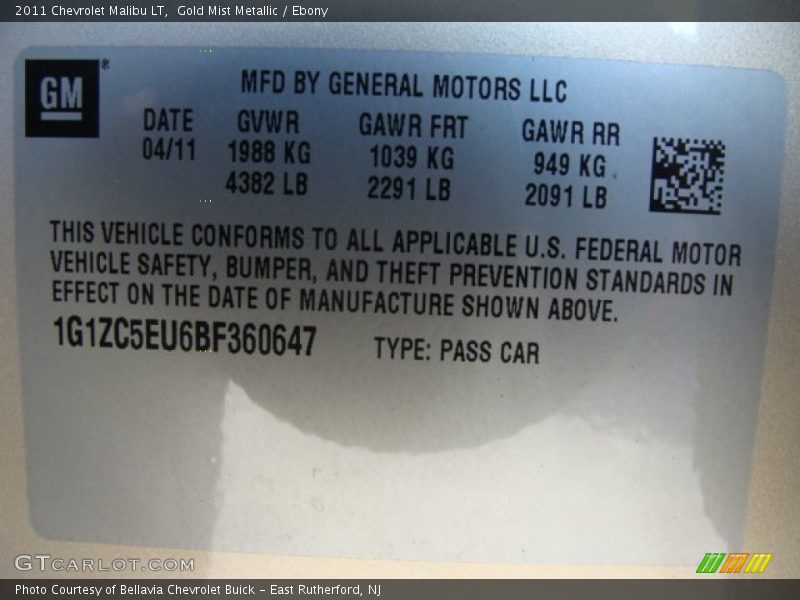 2011 Chevrolet Malibu LT,  Gold Mist Metallic / Ebony
GM®
MFD BY GENERAL MOTORS LLC
DATE GVWR GAWR FRT GAWR RR
04/11 1988 KG 1039 KG 949 KG
4382 LB 2291 LB 2091 LB
THIS VEHICLE CONFORMS TO ALL APPLICABLE U.S. FEDERAL MOTOR
VEHICLE SAFETY, BUMPER, AND THEFT PREVENTION STANDARDS IN
EFFECT ON THE DATE OF MANUFACTURE SHOWN ABOVE.
1G1ZC5EU6BF360647 TYPE: PASS CAR
GTCARLOT.COM
Photo Courtesy of Bellavia Chevrolet Buick – East Rutherford, NJ